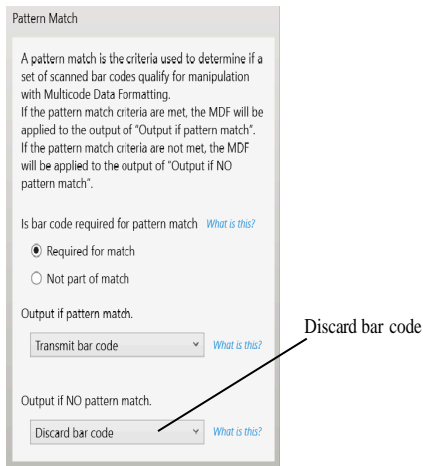 Pattern Match
A pattern match is the criteria used to determine if a
set of scanned bar codes qualify for manipulation
with Multicode Data Formatting.
If the pattern match criteria are met, the MDF will be
applied to the output of “Output if pattern match”.
If the pattern match criteria are not met, the MDF
will be applied to the output of “Output if NO
pattern match”.
Is bar code required for pattern match What is this?
Required for match
Not part of match
Output if pattern match.
Transmit bar code What is this?
Output if NO pattern match.
Discard bar code What is this?
Discard bar code